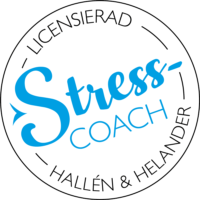 LICENSIERAD
Stress-
COACH
HALLÉN & HELANDER